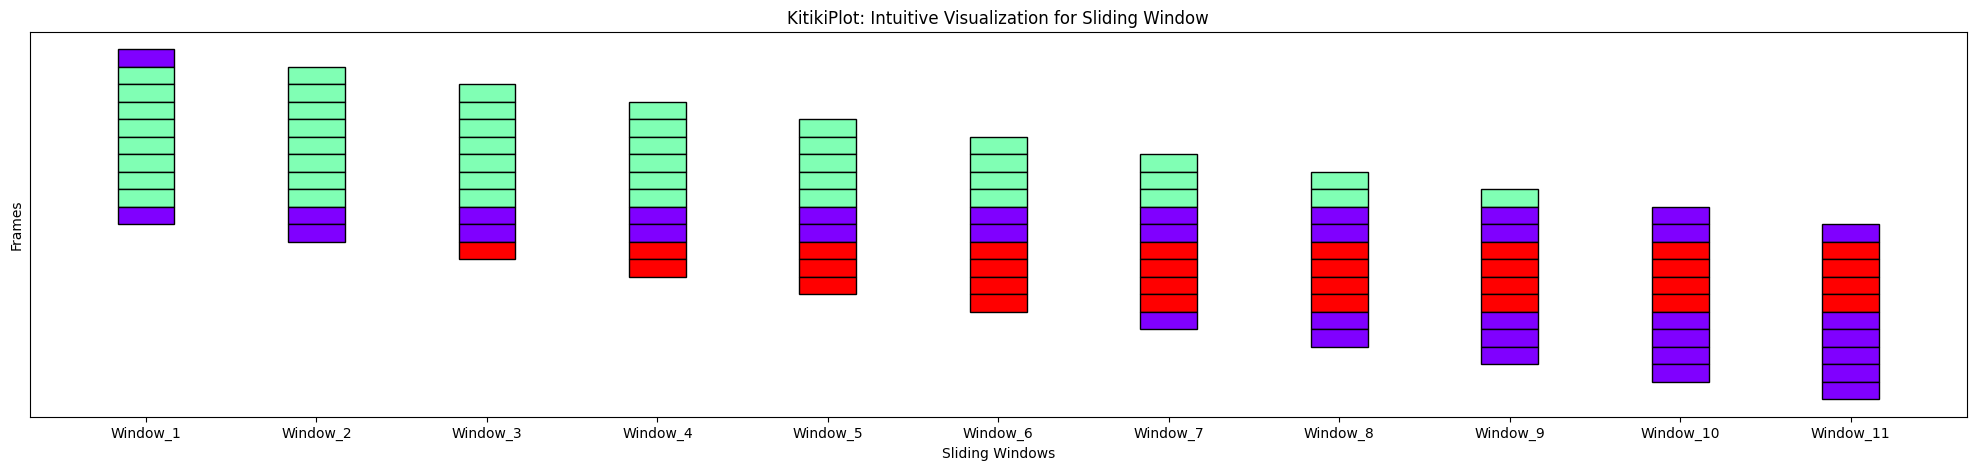 KitikiPlot: Intuitive Visualization for Sliding Window
Frames
Window_1 Window_2 Window_3 Window_4 Window_5 Window_6 Window_7 Window_8 Window_9 Window_10 Window_11
Sliding Windows